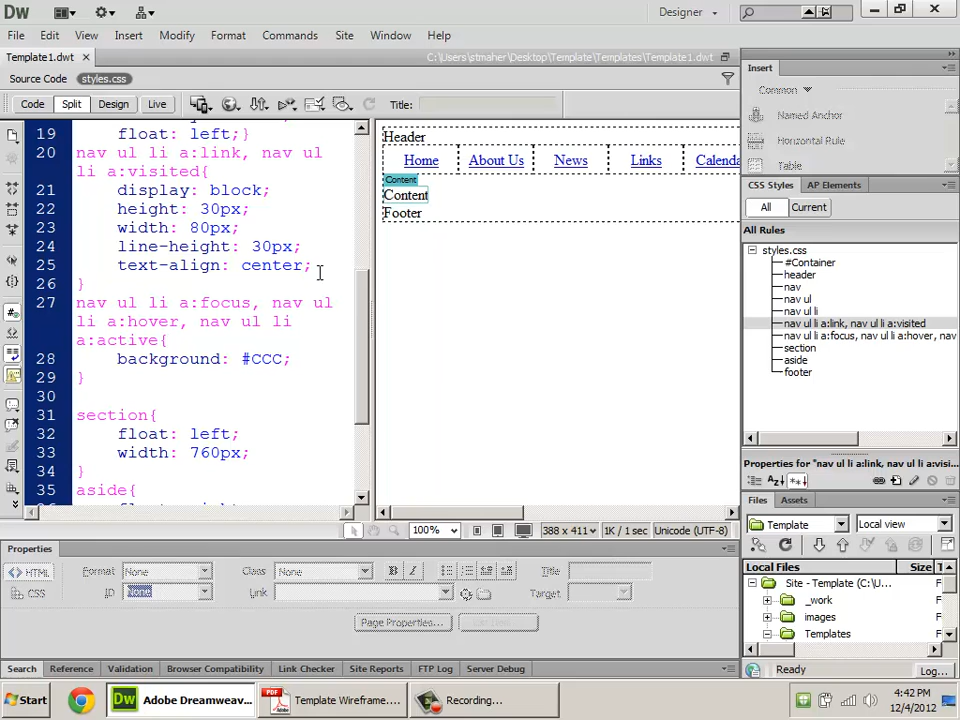 Dw
Designer
File Edit View Insert Modify Format Commands Site Window Help
Template1.dwt
C:\Users\stmaher\Desktop\Template\Templates\Template1.dwt
Source Code styles.css
Code Split Design Live Title:
19 float: left;}
20 nav ul li a:link, nav ul
li a:visited{
21 display: block;
22 height: 30px;
23 width: 80px;
24 line-height: 30px;
25 text-align: center;
26 }
27 nav ul li a:focus, nav ul
li a:hover, nav ul li
a:active{
28 background: #CCC;
29 }
30
31 section{
32 float: left;
33 width: 760px;
34 }
35 aside{
Header
Home About Us News Links Calenda
Content
Content
Footer
100% 388 x 411 1K / 1 sec Unicode (UTF-8)
Insert
Common
Named Anchor
Horizontal Rule
Table
CSS Styles AP Elements
All Current
All Rules
styles.css
#Container
header
nav
nav ul
nav ul li
nav ul li a:link, nav ul li a:visited
nav ul li a:focus, nav ul li a:hover, nav
section
aside
footer
Properties for "nav ul li a:link, nav ul li a:visi...
Files Assets
Template Local view
Local Files Size T
Site - Template (C:\U... F
_work F
images F
Templates F
Ready Log...
Properties
HTML Format None Class None Title
CSS ID None Link Target
Page Properties...
Search Reference Validation Browser Compatibility Link Checker Site Reports FTP Log Server Debug
Start Dw Adobe Dreamweav... Template Wireframe.... Recording...
4:42 PM
12/4/2012